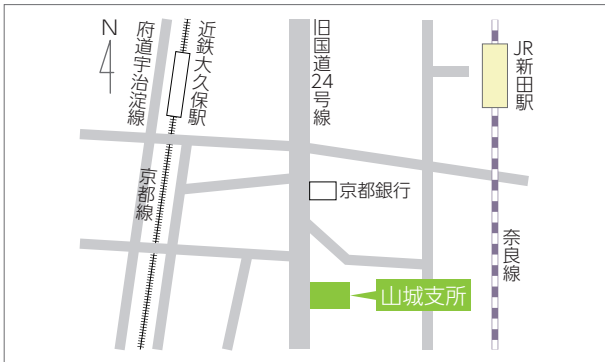 N
府道宇治淀線
近鉄大久保駅
旧国道24号線
JR新田駅
京都線
京都銀行
奈良線
山城支所